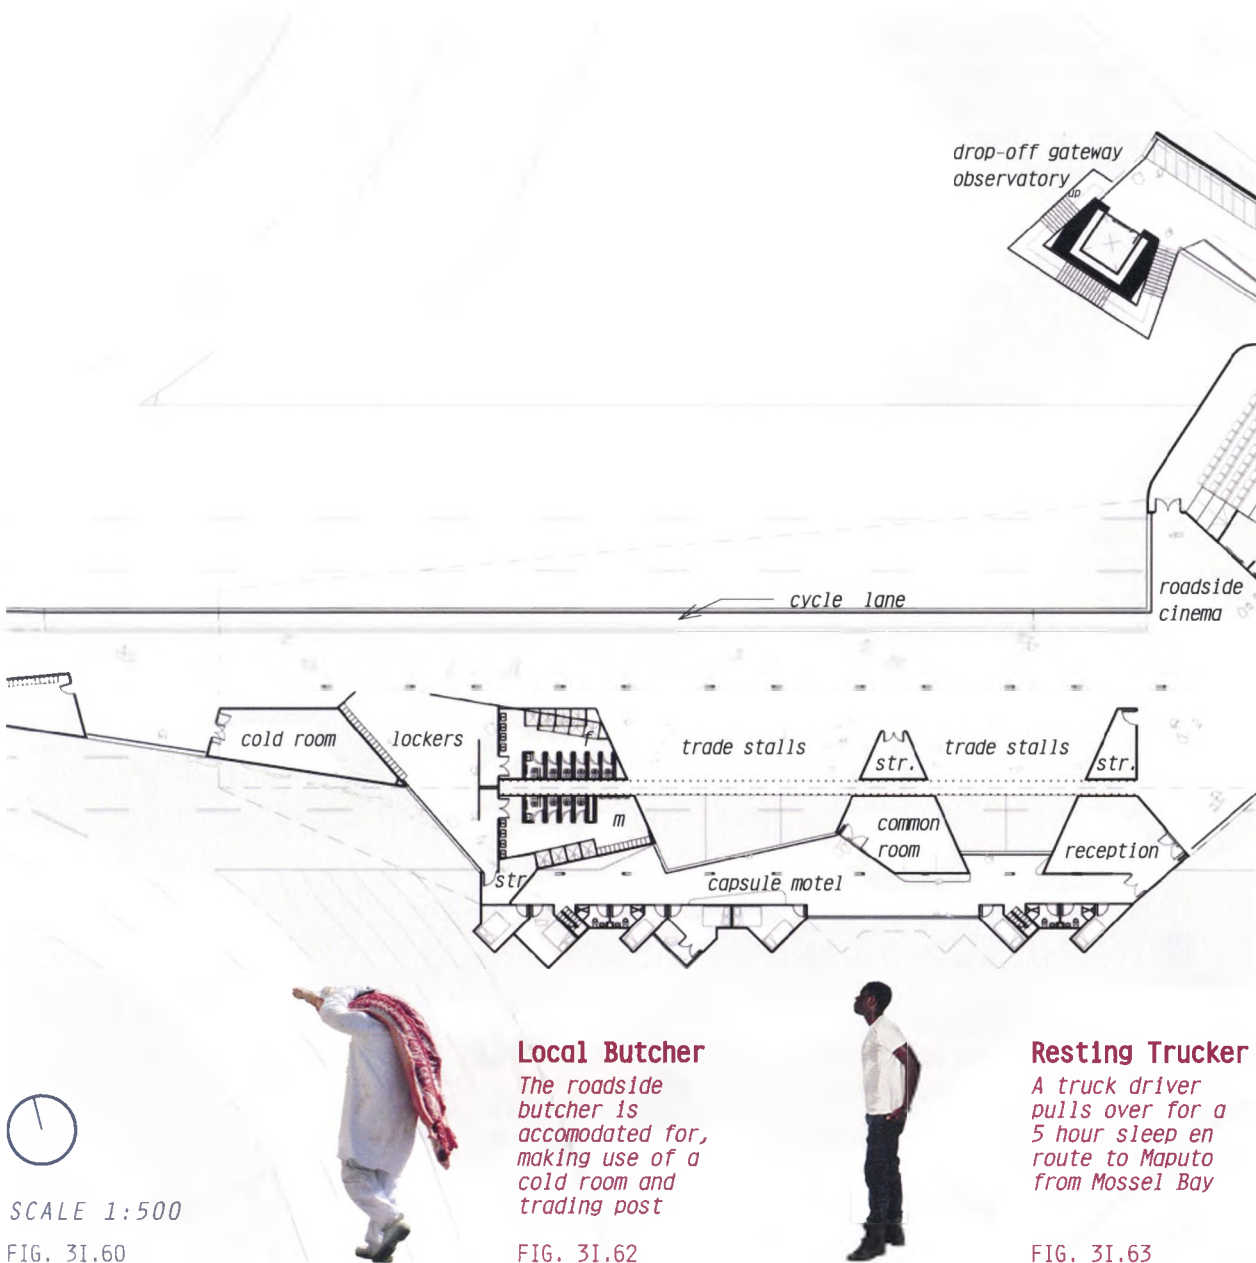 drop-off gateway
observatory
up
cycle lane
roadside
cinema
cold room
lockers
f
trade stalls
str.
trade stalls
str.
m
common
room
reception
str
capsule motel
Local Butcher
The roadside
butcher is
accomodated for,
making use of a
cold room and
trading post
FIG. 3I.62
Resting Trucker
A truck driver
pulls over for a
5 hour sleep en
route to Maputo
from Mossel Bay
FIG. 3I.63
SCALE 1:500
FIG. 3I.60